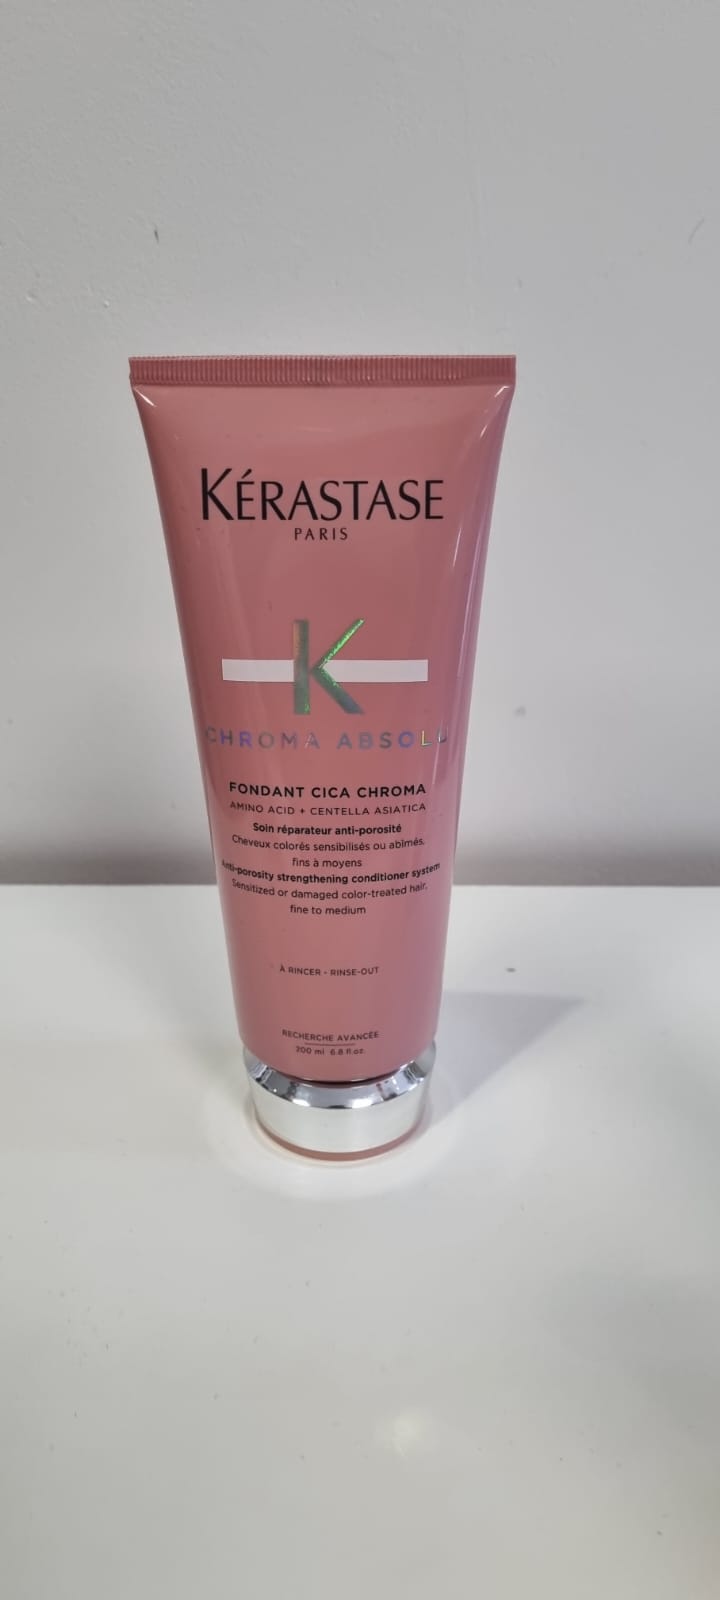 KÉRASTASE
PARIS
K
CHROMA ABSOLU
FONDANT CICA CHROMA
AMINO ACID + CENTELLA ASIATICA
Soin réparateur anti-porosité
Cheveux colorés sensibilisés ou abîmés,
fins à moyens
Anti-porosity strengthening conditioner system
Sensitized or damaged color-treated hair,
fine to medium
À RINCER - RINSE-OUT
RECHERCHE AVANCÉE
200 ml 6.8 fl.oz.